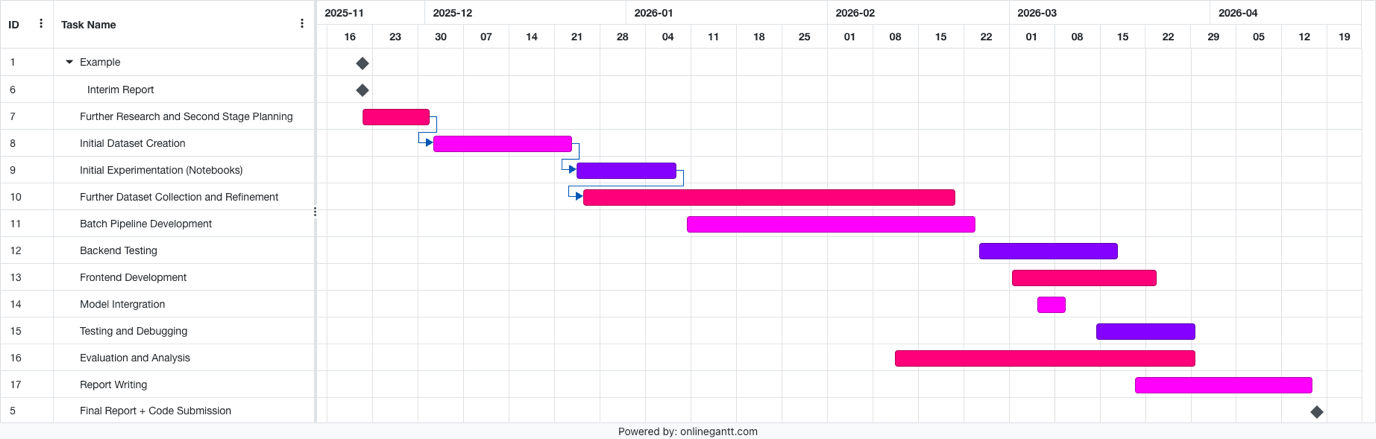 ID Task Name 2025-11 2025-12 2026-01 2026-02 2026-03 2026-04
16 23 30 07 14 21 28 04 11 18 25 01 08 15 22 01 08 15 22 29 05 12 19
1 Example
6 Interim Report
7 Further Research and Second Stage Planning
8 Initial Dataset Creation
9 Initial Experimentation (Notebooks)
10 Further Dataset Collection and Refinement
11 Batch Pipeline Development
12 Backend Testing
13 Frontend Development
14 Model Intergration
15 Testing and Debugging
16 Evaluation and Analysis
17 Report Writing
5 Final Report + Code Submission
Powered by: onlinegantt.com